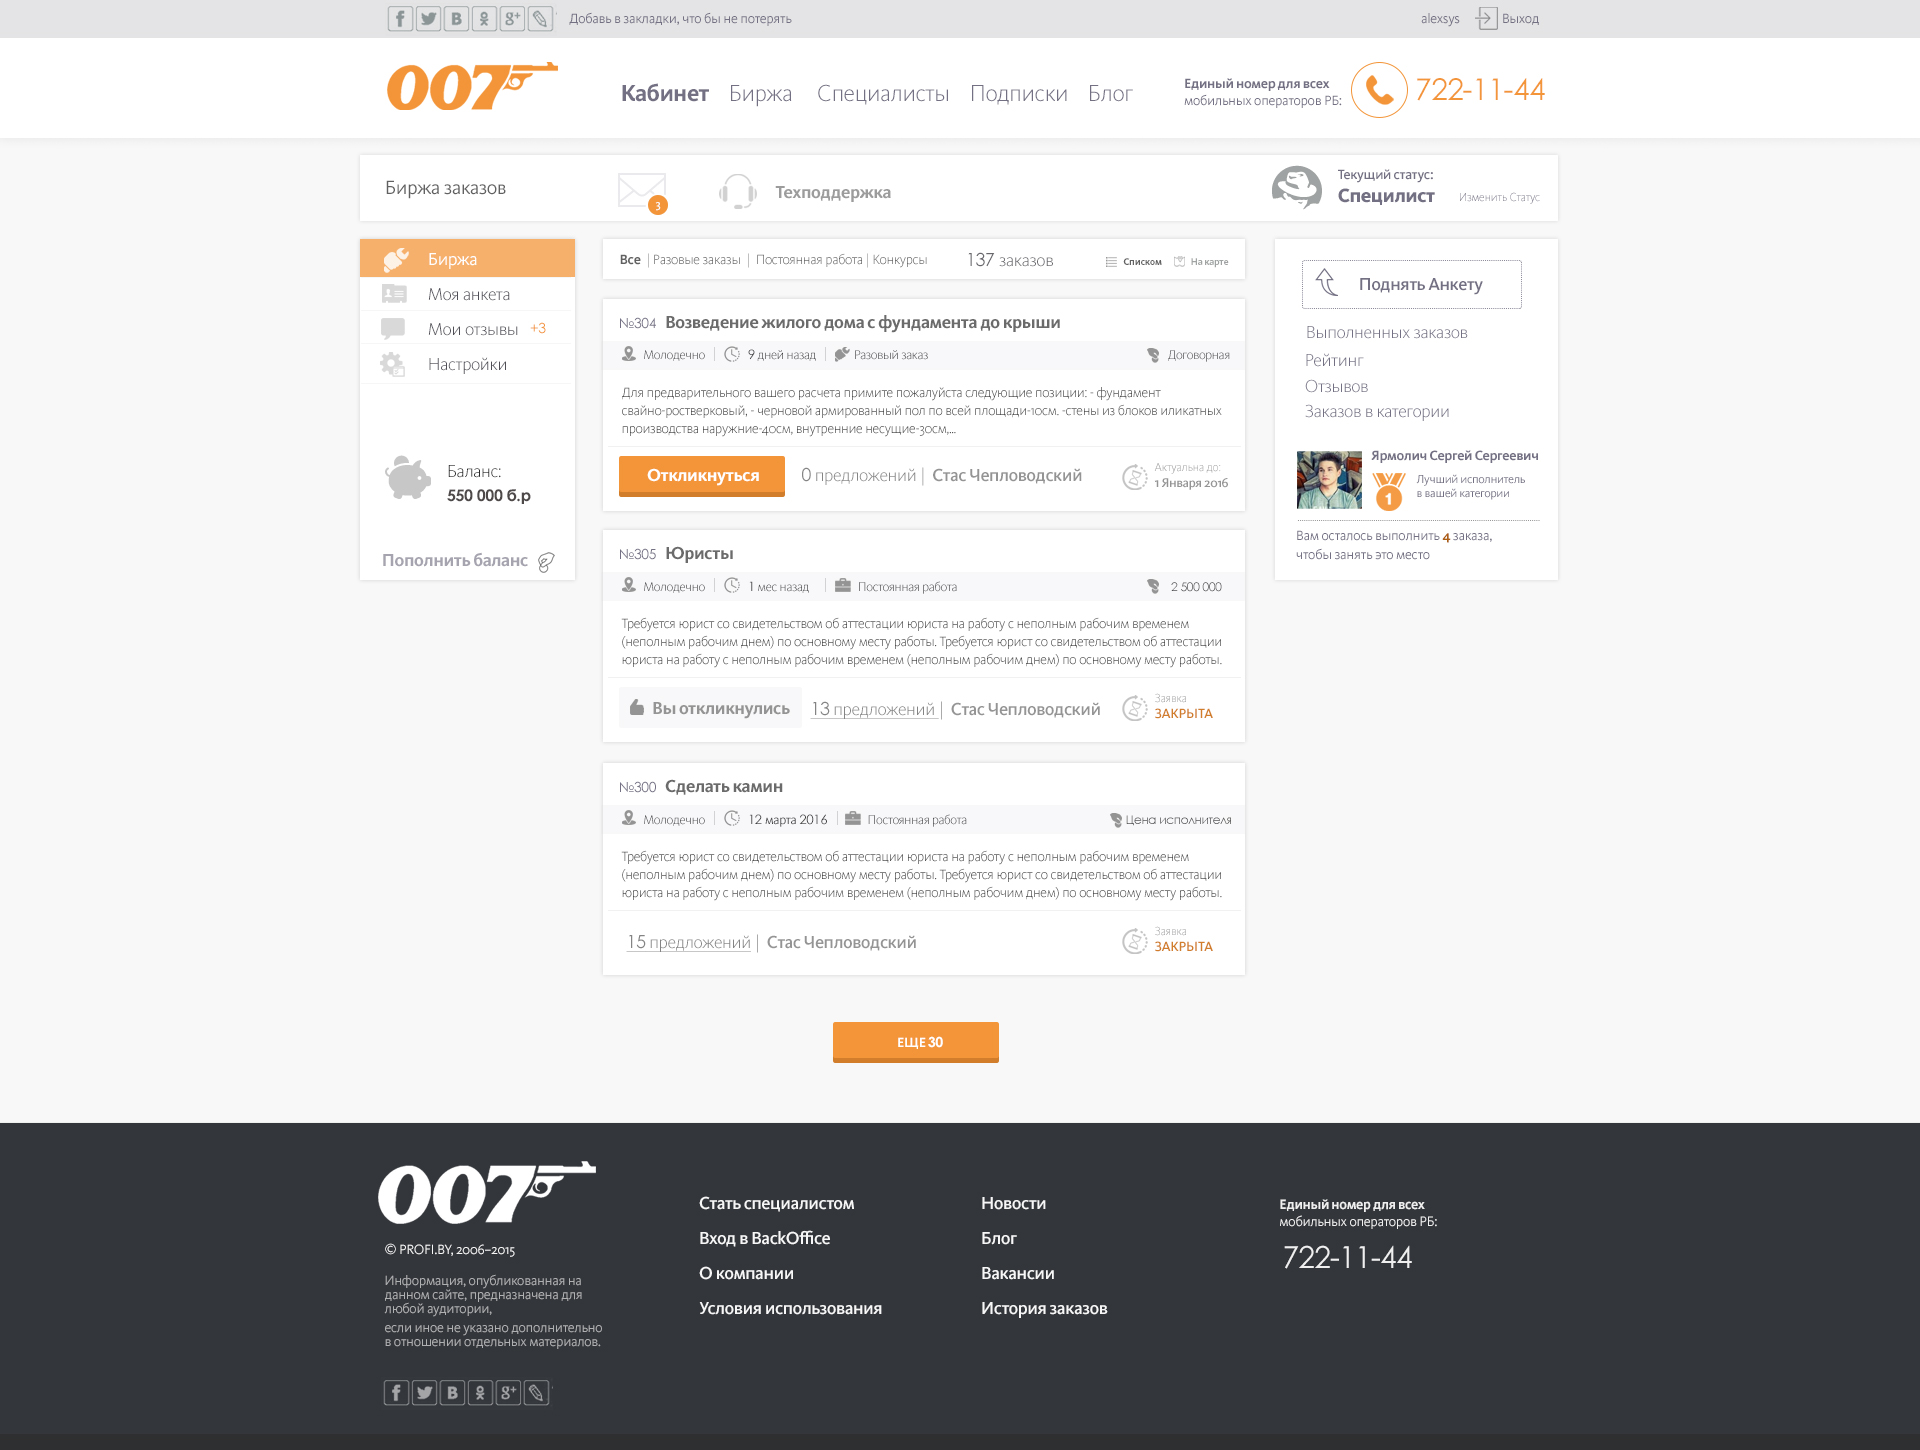 Добавь в закладки, что бы не потерять
alexsys
Выход
007
Кабинет
Биржа
Специалисты
Подписки
Блог
Единый номер для всех
мобильных операторов РБ:
722-11-44
Биржа заказов
3
Техподдержка
Текущий статус:
Специлист
Изменить Статус
Биржа
Моя анкета
Мои отзывы +3
Настройки
Баланс:
550 000 б.р
Пополнить баланс
Все | Разовые заказы | Постоянная работа | Конкурсы
137 заказов
Списком
На карте
№304 Возведение жилого дома с фундамента до крыши
Молодечно | 9 дней назад | Разовый заказ
Договорная
Для предварительного вашего расчета примите пожалуйста следующие позиции: - фундамент
свайно-ростверковый, - черновой армированный пол по всей площади-10см. -стены из блоков иликатных
производства наружние-40см, внутренние несущие-30см,...
Откликнуться
0 предложений | Стас Чепловодский
Актуальна до:
1 Января 2016
№305 Юристы
Молодечно | 1 мес назад | Постоянная работа
2 500 000
Требуется юрист со свидетельством об аттестации юриста на работу с неполным рабочим временем
(неполным рабочим днем) по основному месту работы. Требуется юрист со свидетельством об аттестации
юриста на работу с неполным рабочим временем (неполным рабочим днем) по основному месту работы.
Вы откликнулись
13 предложений | Стас Чепловодский
Заявка
ЗАКРЫТА
№300 Сделать камин
Молодечно | 12 марта 2016 | Постоянная работа
Цена исполнителя
Требуется юрист со свидетельством об аттестации юриста на работу с неполным рабочим временем
(неполным рабочим днем) по основному месту работы. Требуется юрист со свидетельством об аттестации
юриста на работу с неполным рабочим временем (неполным рабочим днем) по основному месту работы.
15 предложений | Стас Чепловодский
Заявка
ЗАКРЫТА
ЕЩЕ 30
Поднять Анкету
Выполненных заказов
Рейтинг
Отзывов
Заказов в категории
Ярмолич Сергей Сергеевич
1
Лучший исполнитель
в вашей категории
Вам осталось выполнить 4 заказа,
чтобы занять это место
007
© PROFI.BY, 2006–2015
Информация, опубликованная на
данном сайте, предназначена для
любой аудитории,
если иное не указано дополнительно
в отношении отдельных материалов.
Стать специалистом
Вход в BackOffice
О компании
Условия использования
Новости
Блог
Вакансии
История заказов
Единый номер для всех
мобильных операторов РБ:
722-11-44